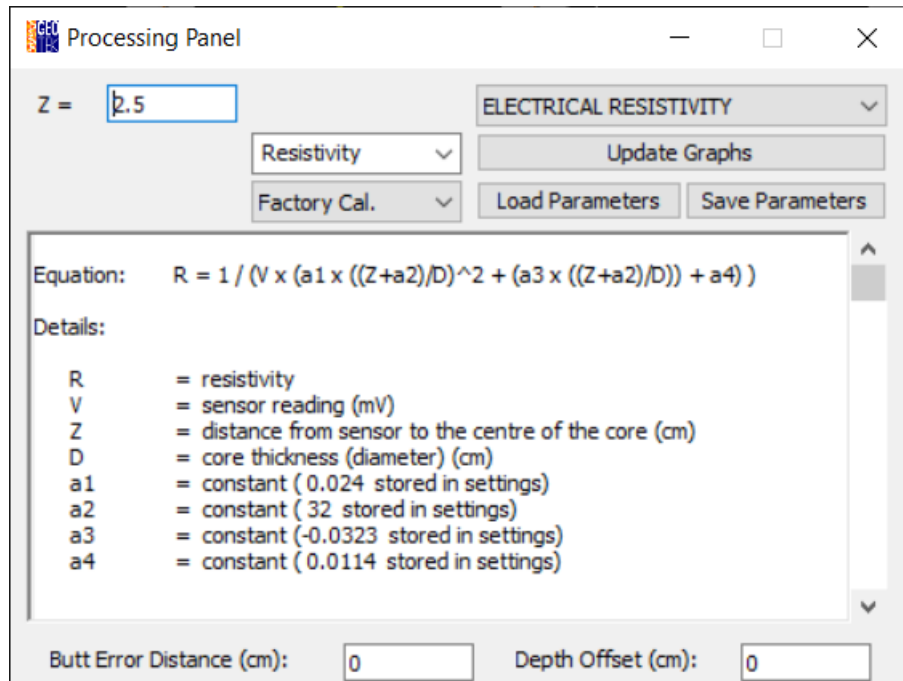 GEO TEK Processing Panel
Z = 2.5 ELECTRICAL RESISTIVITY
Resistivity Update Graphs
Factory Cal. Load Parameters Save Parameters
Equation: R = 1 / (V x (a1 x ((Z+a2)/D)^2 + (a3 x ((Z+a2)/D)) + a4) )
Details:
R = resistivity
V = sensor reading (mV)
Z = distance from sensor to the centre of the core (cm)
D = core thickness (diameter) (cm)
a1 = constant ( 0.024 stored in settings)
a2 = constant ( 32 stored in settings)
a3 = constant (-0.0323 stored in settings)
a4 = constant ( 0.0114 stored in settings)
Butt Error Distance (cm): 0 Depth Offset (cm): 0